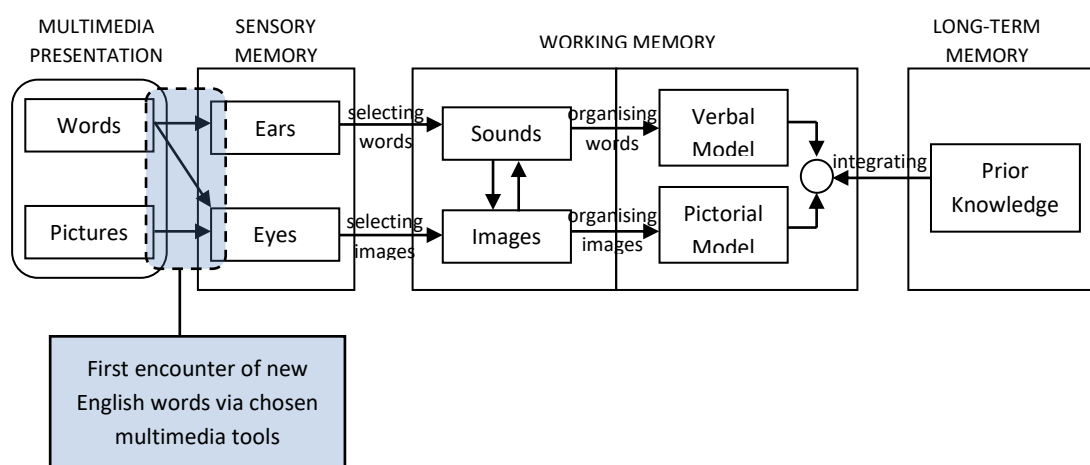 MULTIMEDIA
PRESENTATION
SENSORY
MEMORY
WORKING MEMORY
LONG-TERM
MEMORY
Words
Pictures
Ears
Eyes
selecting
words
selecting
images
Sounds
Images
organising
words
organising
images
Verbal
Model
Pictorial
Model
integrating
Prior
Knowledge
First encounter of new
English words via chosen
multimedia tools